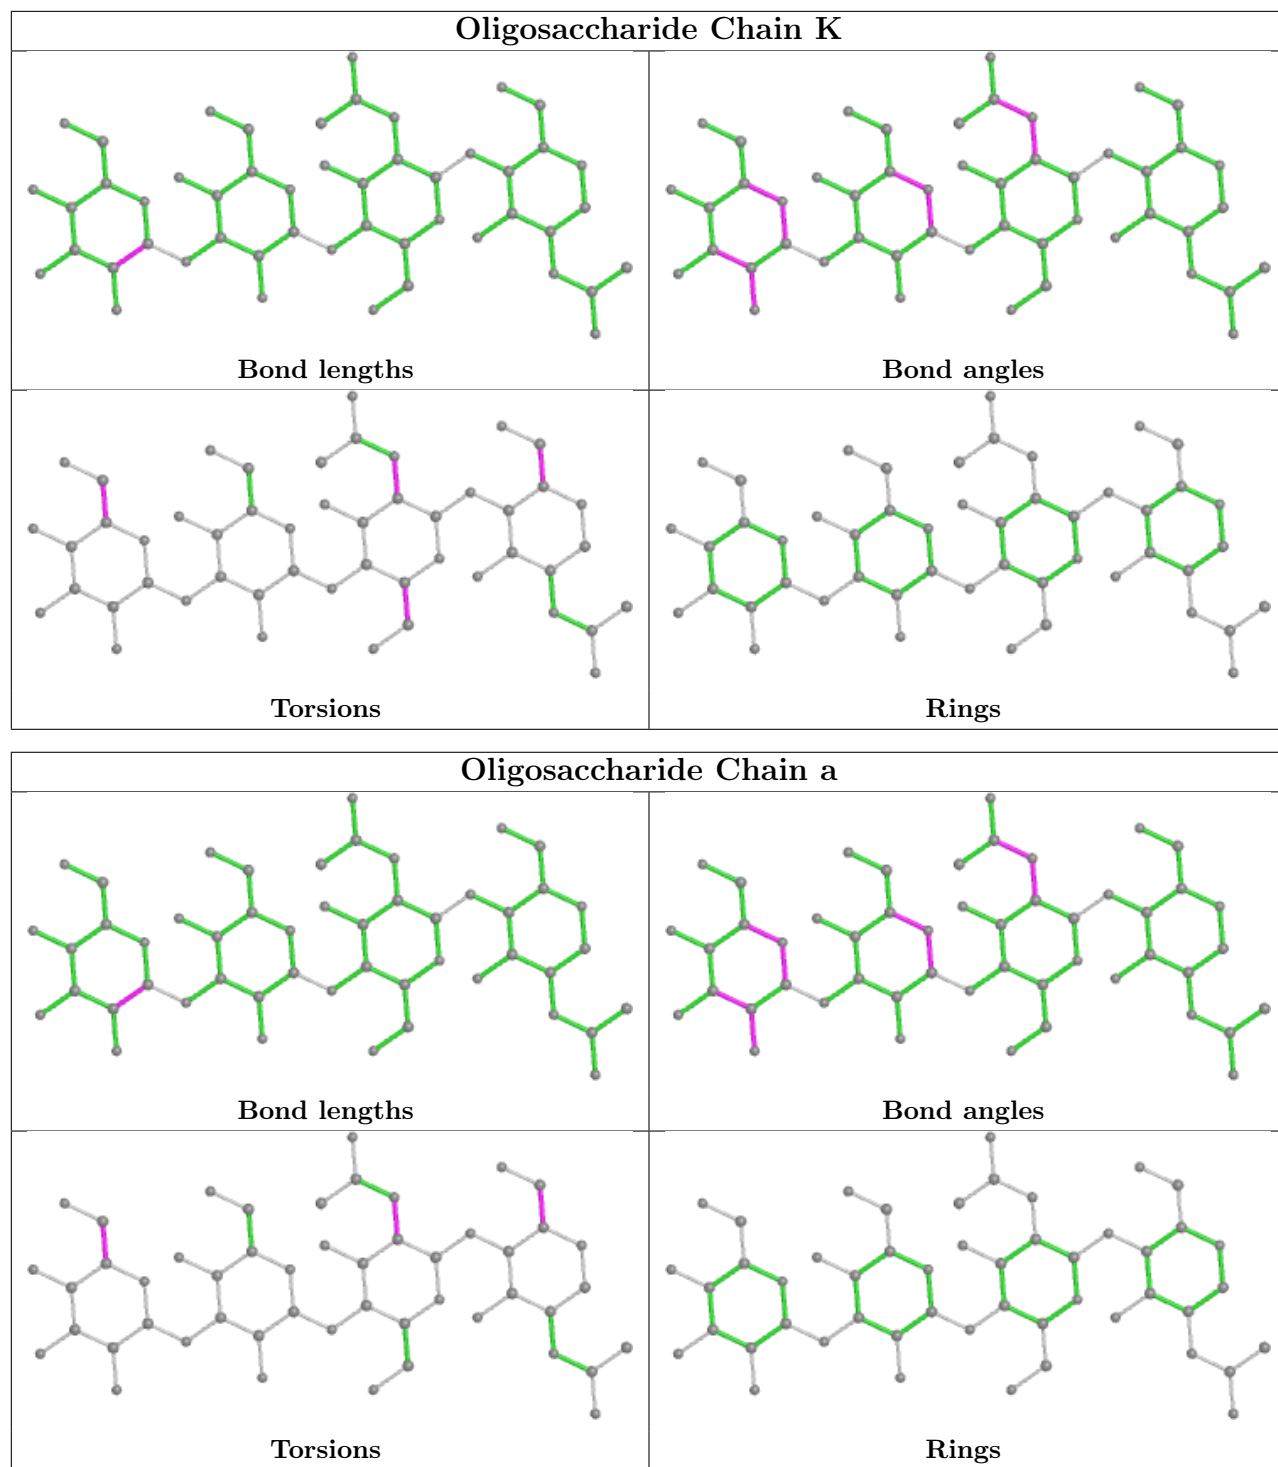 Oligosaccharide Chain K
Bond lengths
Bond angles
Torsions
Rings
Oligosaccharide Chain a
Bond lengths
Bond angles
Torsions
Rings